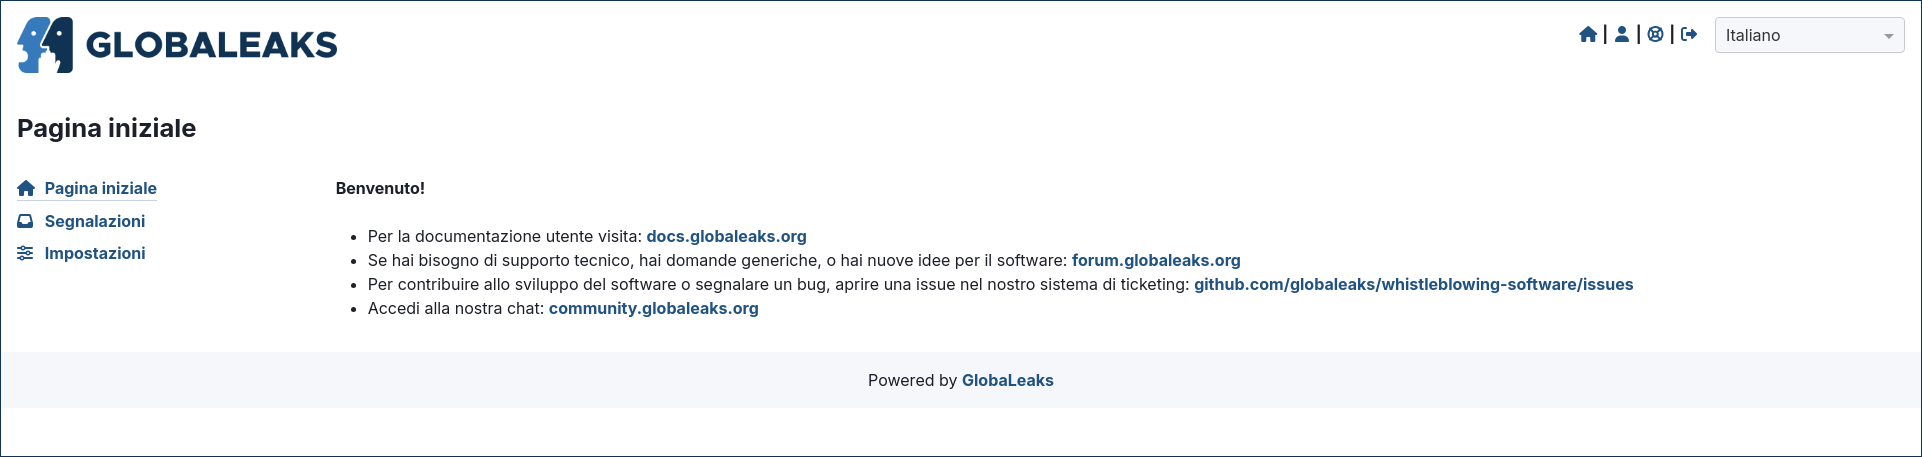 GLOBALEAKS
| | | Italiano
Pagina iniziale
Pagina iniziale
Segnalazioni
Impostazioni
Benvenuto!
• Per la documentazione utente visita: docs.globaleaks.org
• Se hai bisogno di supporto tecnico, hai domande generiche, o hai nuove idee per il software: forum.globaleaks.org
• Per contribuire allo sviluppo del software o segnalare un bug, aprire una issue nel nostro sistema di ticketing: github.com/globaleaks/whistleblowing-software/issues
• Accedi alla nostra chat: community.globaleaks.org
Powered by GlobaLeaks